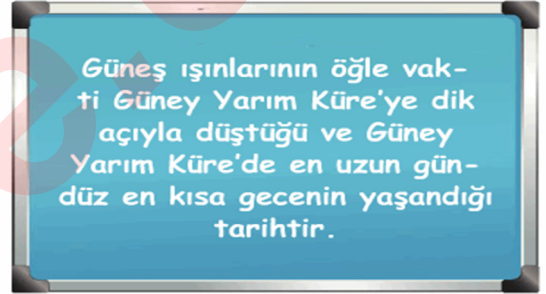 Güneş ışınlarının öğle vak-
ti Güney Yarım Küre'ye dik
açıyla düştüğü ve Güney
Yarım Küre'de en uzun gün-
düz en kısa gecenin yaşandığı
tarihtir.